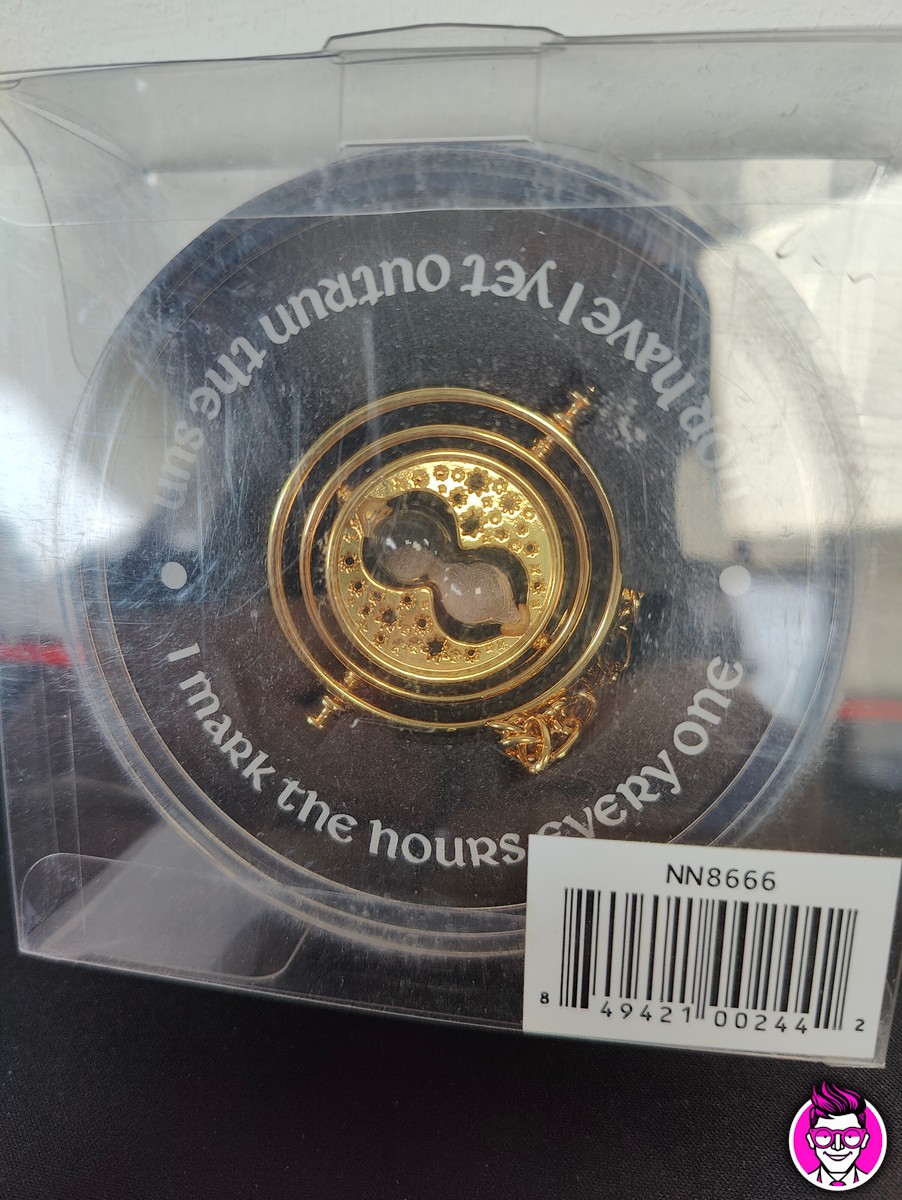 I mark the hours every one
nor have I yet outrun the sun
NN8666
8 49421 00244 2